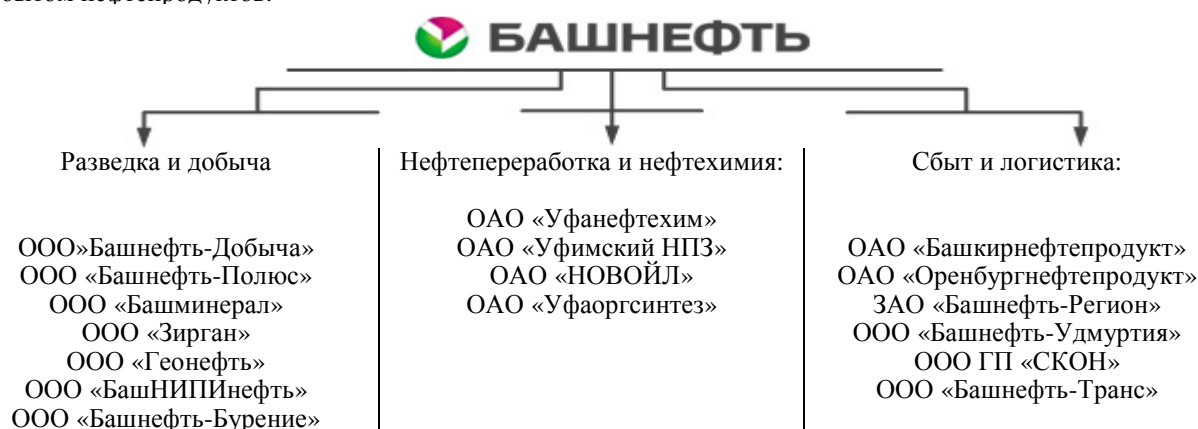 БАШНЕФТЬ
Разведка и добыча
ООО»Башнефть-Добыча»
ООО «Башнефть-Полюс»
ООО «Башминерал»
ООО «Зирган»
ООО «Геонефть»
ООО «БашНИПИнефть»
ООО «Башнефть-Бурение»
Нефтепереработка и нефтехимия:
ОАО «Уфанефтехим»
ОАО «Уфимский НПЗ»
ОАО «НОВОЙЛ»
ОАО «Уфаоргсинтез»
Сбыт и логистика:
ОАО «Башкирнефтепродукт»
ОАО «Оренбургнефтепродукт»
ЗАО «Башнефть-Регион»
ООО «Башнефть-Удмуртия»
ООО ГП «СКОН»
ООО «Башнефть-Транс»